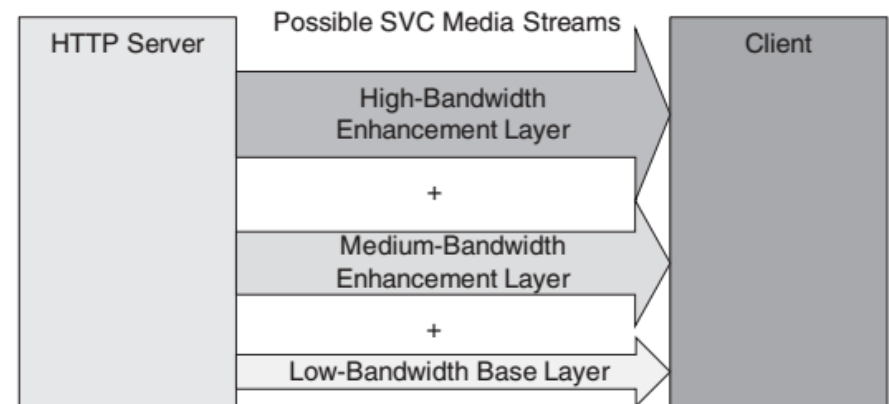 Possible SVC Media Streams
HTTP Server
Client
High-Bandwidth
Enhancement Layer
+
Medium-Bandwidth
Enhancement Layer
+
Low-Bandwidth Base Layer